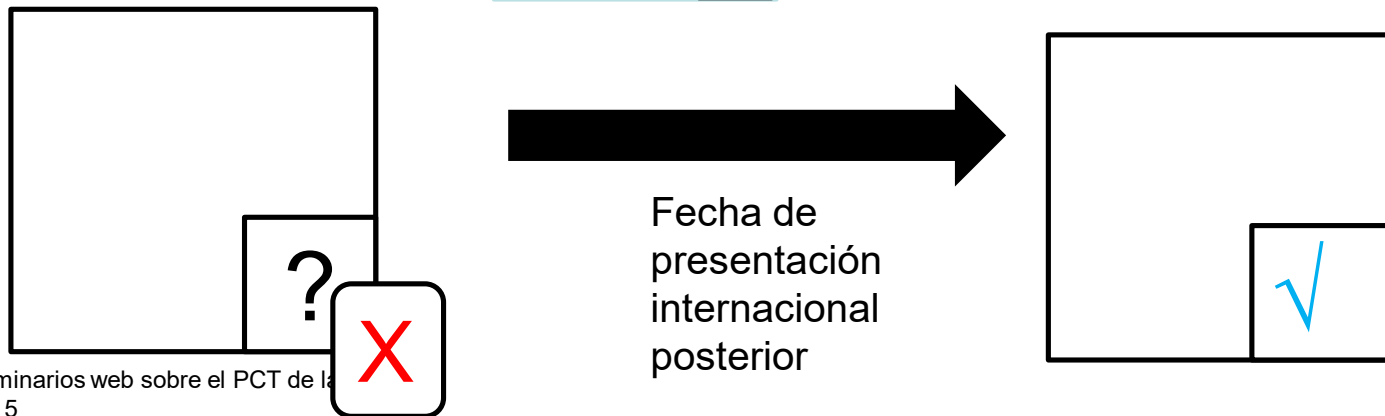 ?
X
Fecha de
presentación
internacional
posterior
√
minarios web sobre el PCT de la
5